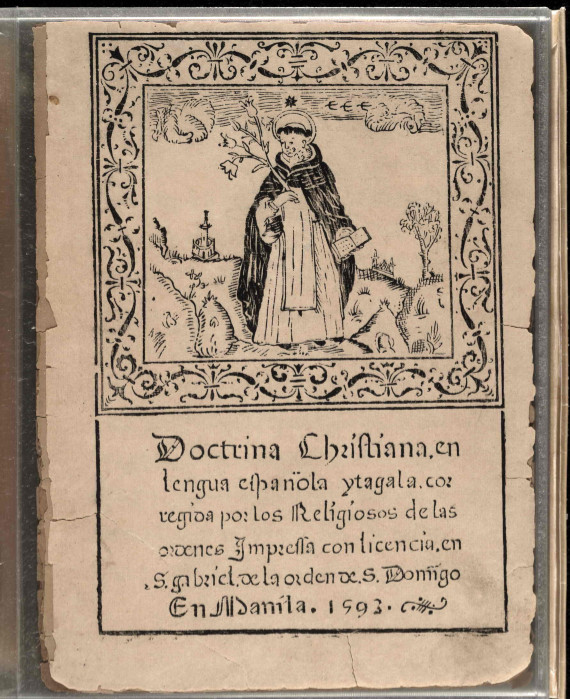 Doctrina Christiana, en
lengua española ytagala, cor
regida por los Religiosos de las
ordenes Impressa con licencia, en
.S. gabriel. de la orden de .S. Domĩgo
En Manila. 1593.